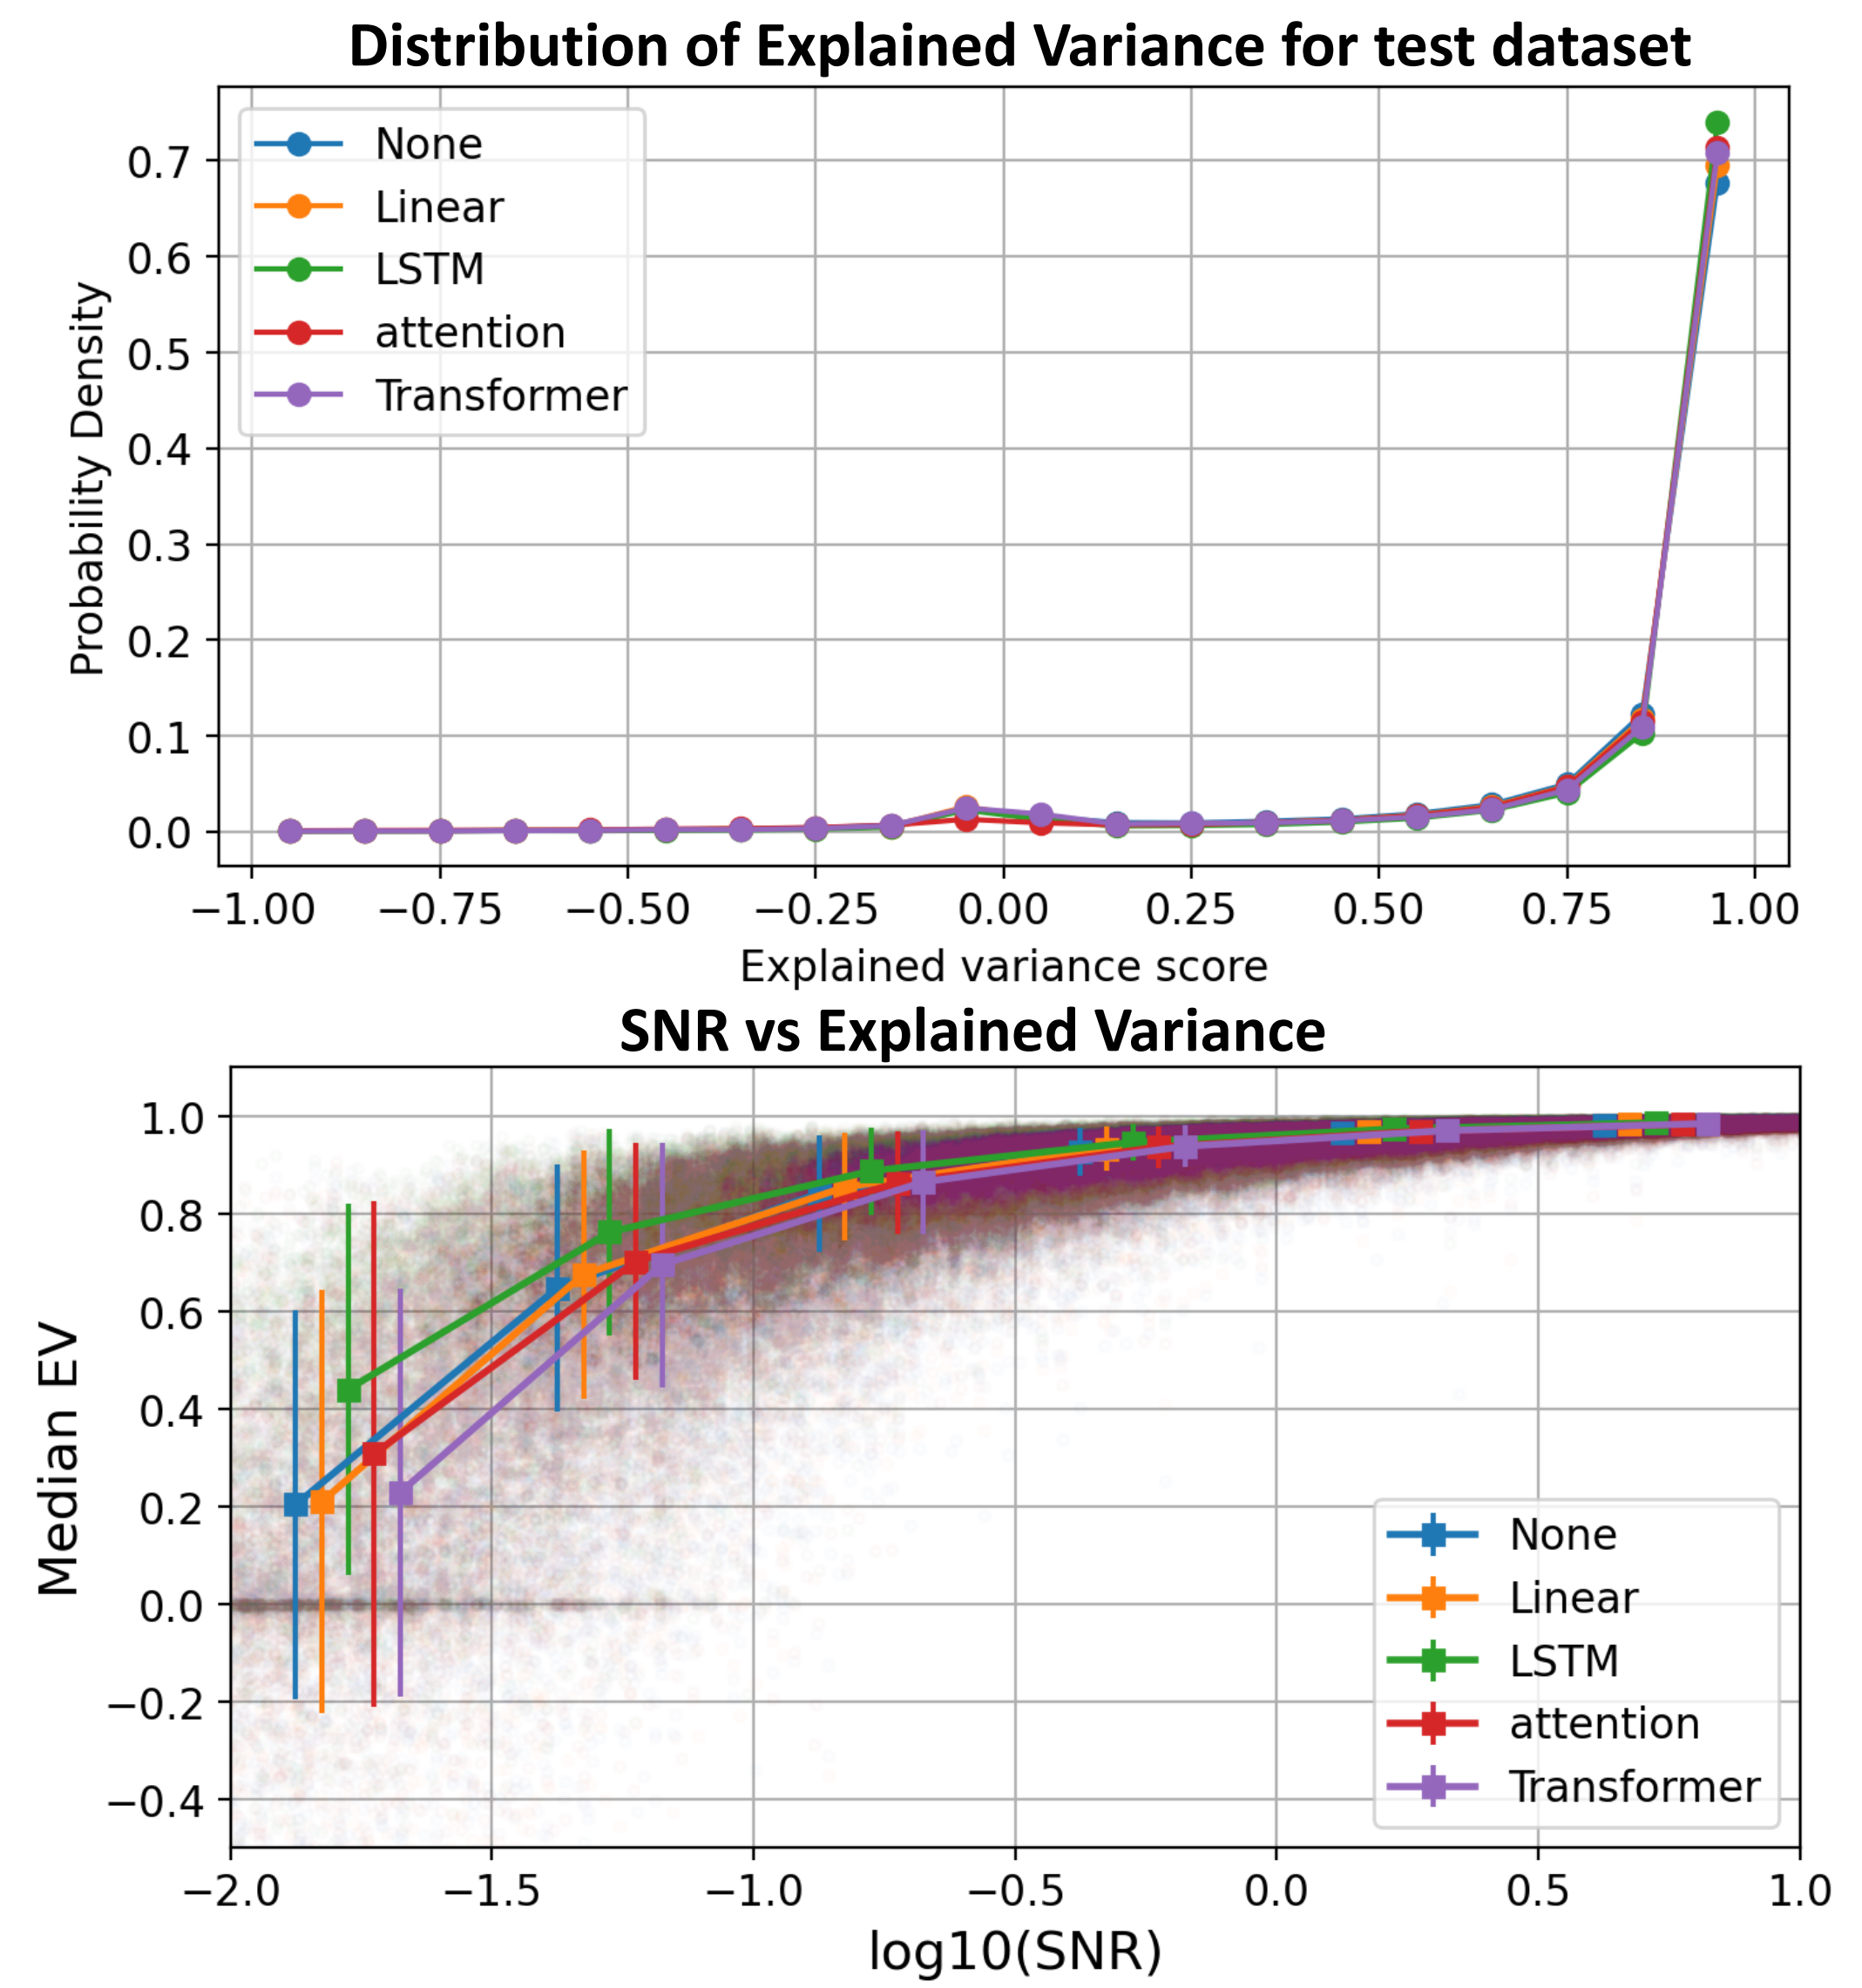 Distribution of Explained Variance for test dataset
None
Linear
LSTM
attention
Transformer
Probability Density
0.7
0.6
0.5
0.4
0.3
0.2
0.1
0.0
−1.00 −0.75 −0.50 −0.25 0.00 0.25 0.50 0.75 1.00
Explained variance score
SNR vs Explained Variance
Median EV
1.0
0.8
0.6
0.4
0.2
0.0
−0.2
−0.4
None
Linear
LSTM
attention
Transformer
−2.0 −1.5 −1.0 −0.5 0.0 0.5 1.0
log10(SNR)